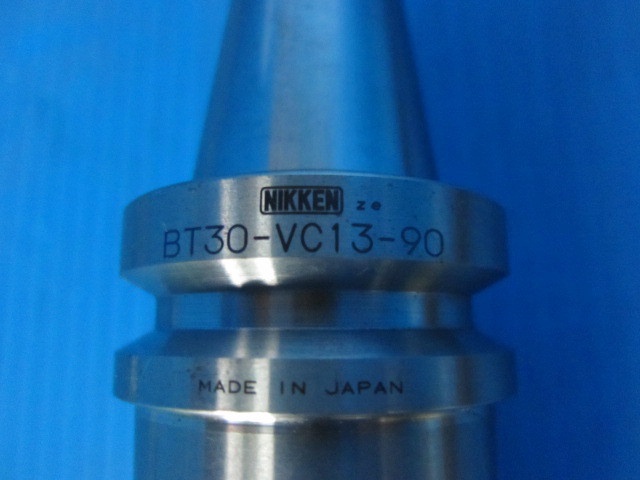 NIKKEN ze
BT30-VC13-90
MADE IN JAPAN